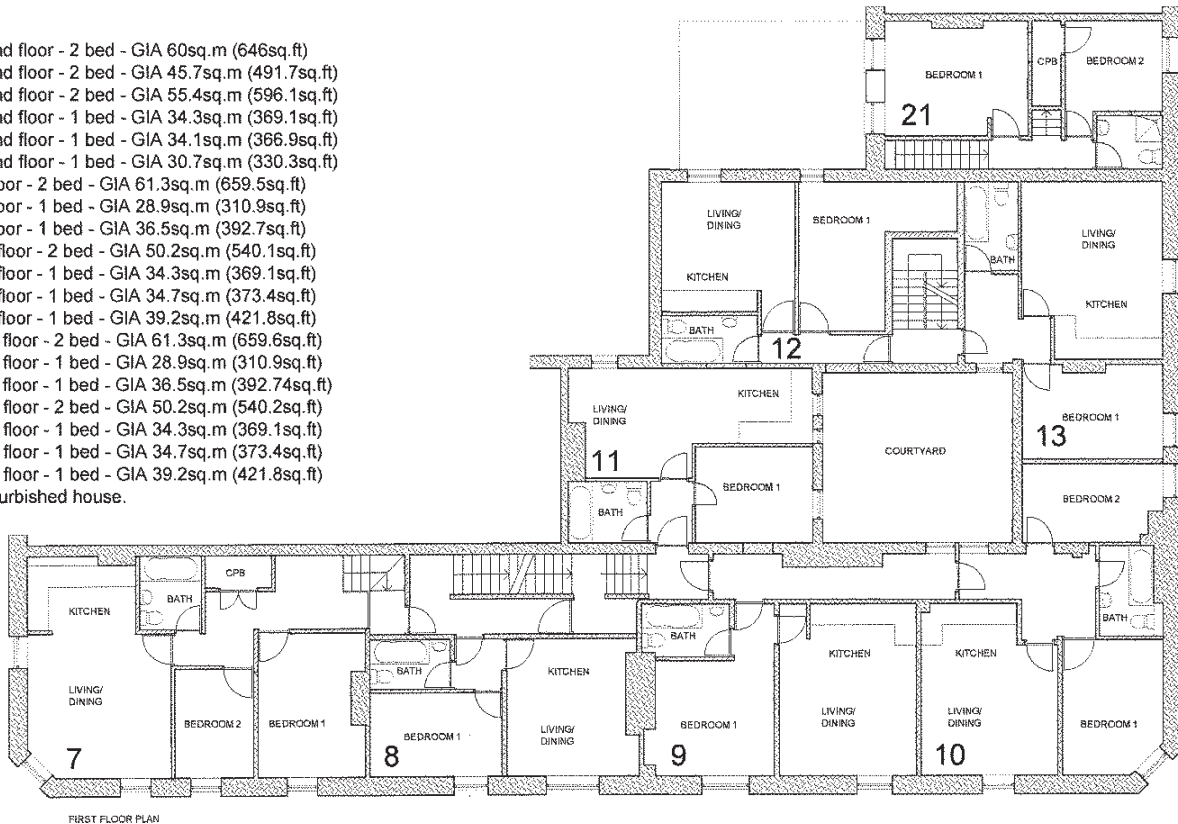 nd floor - 2 bed - GIA 60sq.m (646sq.ft)
nd floor - 2 bed - GIA 45.7sq.m (491.7sq.ft)
nd floor - 2 bed - GIA 55.4sq.m (596.1sq.ft)
nd floor - 1 bed - GIA 34.3sq.m (369.1sq.ft)
nd floor - 1 bed - GIA 34.1sq.m (366.9sq.ft)
nd floor - 1 bed - GIA 30.7sq.m (330.3sq.ft)
oor - 2 bed - GIA 61.3sq.m (659.5sq.ft)
oor - 1 bed - GIA 28.9sq.m (310.9sq.ft)
oor - 1 bed - GIA 36.5sq.m (392.7sq.ft)
floor - 2 bed - GIA 50.2sq.m (540.1sq.ft)
floor - 1 bed - GIA 34.3sq.m (369.1sq.ft)
floor - 1 bed - GIA 34.7sq.m (373.4sq.ft)
floor - 1 bed - GIA 39.2sq.m (421.8sq.ft)
floor - 2 bed - GIA 61.3sq.m (659.6sq.ft)
floor - 1 bed - GIA 28.9sq.m (310.9sq.ft)
floor - 1 bed - GIA 36.5sq.m (392.74sq.ft)
floor - 2 bed - GIA 50.2sq.m (540.2sq.ft)
floor - 1 bed - GIA 34.3sq.m (369.1sq.ft)
floor - 1 bed - GIA 34.7sq.m (373.4sq.ft)
floor - 1 bed - GIA 39.2sq.m (421.8sq.ft)
urbished house.
BEDROOM 1
CPB
BEDROOM 2
21
LIVING/
DINING
KITCHEN
BATH
BEDROOM 1
12
BATH
LIVING/
DINING
KITCHEN
BEDROOM 1
13
BEDROOM 2
BATH
LIVING/
DINING
KITCHEN
11
BEDROOM 1
BATH
COURTYARD
KITCHEN
BATH
CPB
LIVING/
DINING
BEDROOM 2
BEDROOM 1
7
BATH
BEDROOM 1
8
KITCHEN
LIVING/
DINING
BATH
BEDROOM 1
9
KITCHEN
LIVING/
DINING
KITCHEN
LIVING/
DINING
10
BEDROOM 1
FIRST FLOOR PLAN